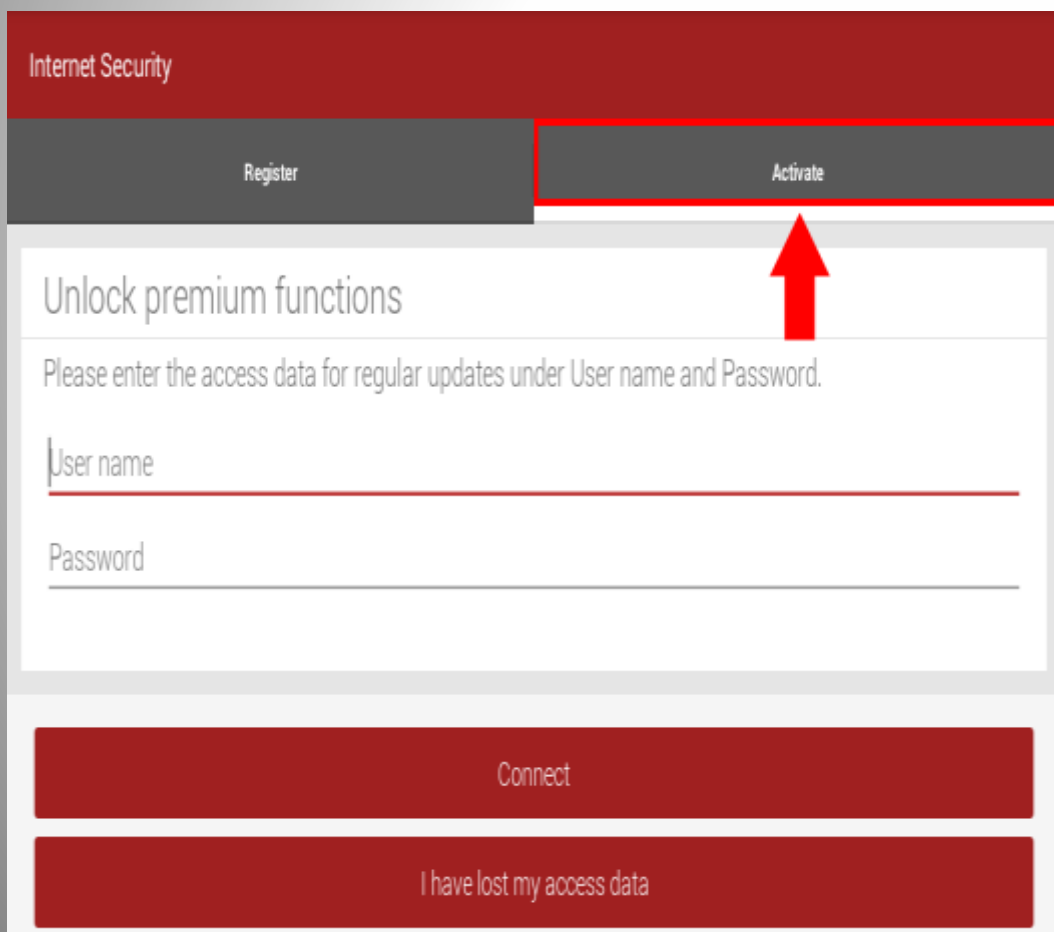 Internet Security
Register
Activate
Unlock premium functions
Please enter the access data for regular updates under User name and Password.
User name
Password
Connect
I have lost my access data